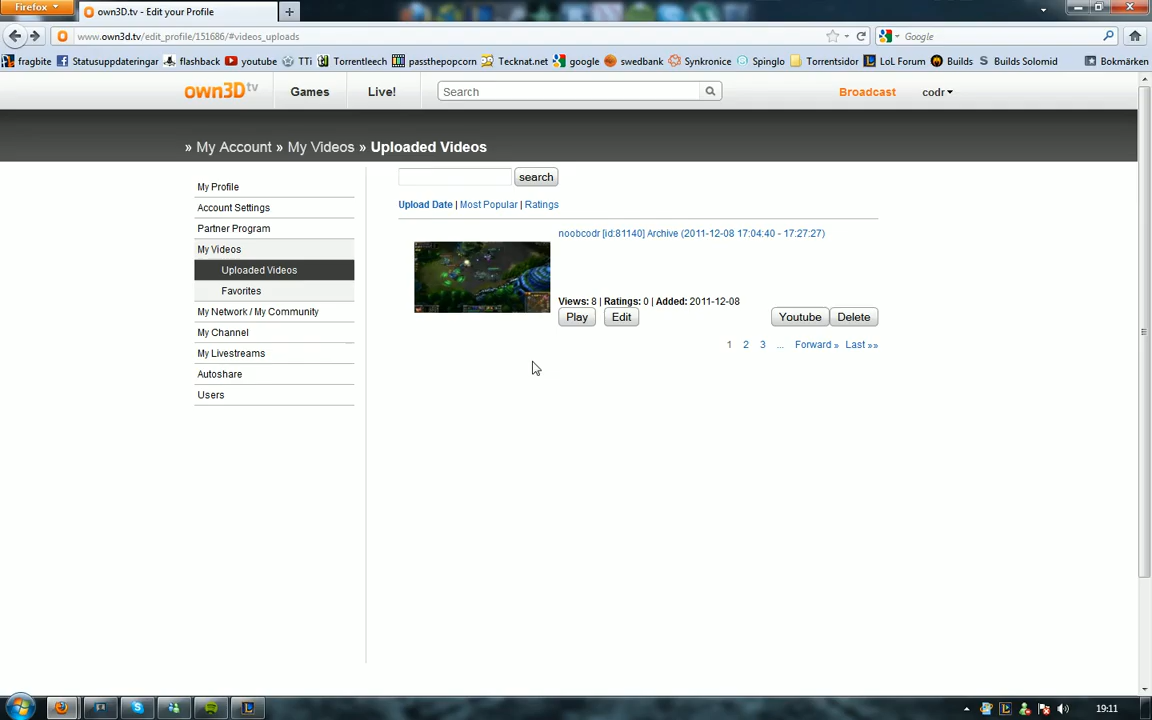 Firefox
own3D.tv - Edit your Profile
www.own3D.tv/edit_profile/151686/#videos_uploads
Google
fragbite Statusuppdateringar flashback youtube TTi Torrentleech passthepopcorn Tecknat.net google swedbank Synkronice Spinglo Torrentsidor LoL Forum Builds Builds Solomid Bokmärken
own3D tv Games Live! Search Broadcast codr
» My Account » My Videos » Uploaded Videos
My Profile
Account Settings
Partner Program
My Videos
Uploaded Videos
Favorites
My Network / My Community
My Channel
My Livestreams
Autoshare
Users
search
Upload Date | Most Popular | Ratings
noobcodr [id:81140] Archive (2011-12-08 17:04:40 - 17:27:27)
Views: 8 | Ratings: 0 | Added: 2011-12-08
Play Edit Youtube Delete
1 2 3 ... Forward » Last »»
19:11